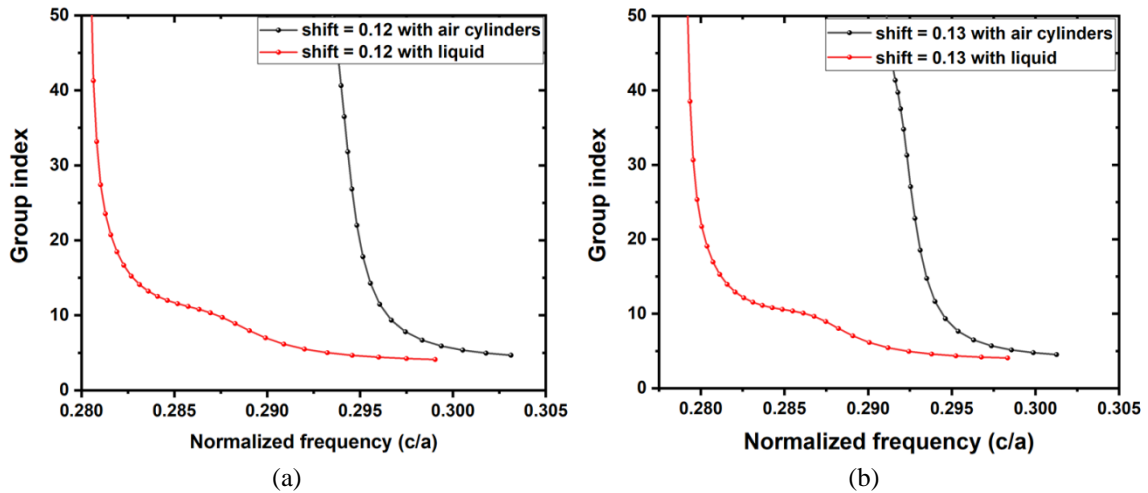 50
40
30
20
10
0
Group index
shift = 0.12 with air cylinders
shift = 0.12 with liquid
0.280 0.285 0.290 0.295 0.300 0.305
Normalized frequency (c/a)
(a)
50
40
30
20
10
0
Group index
shift = 0.13 with air cylinders
shift = 0.13 with liquid
0.280 0.285 0.290 0.295 0.300 0.305
Normalized frequency (c/a)
(b)